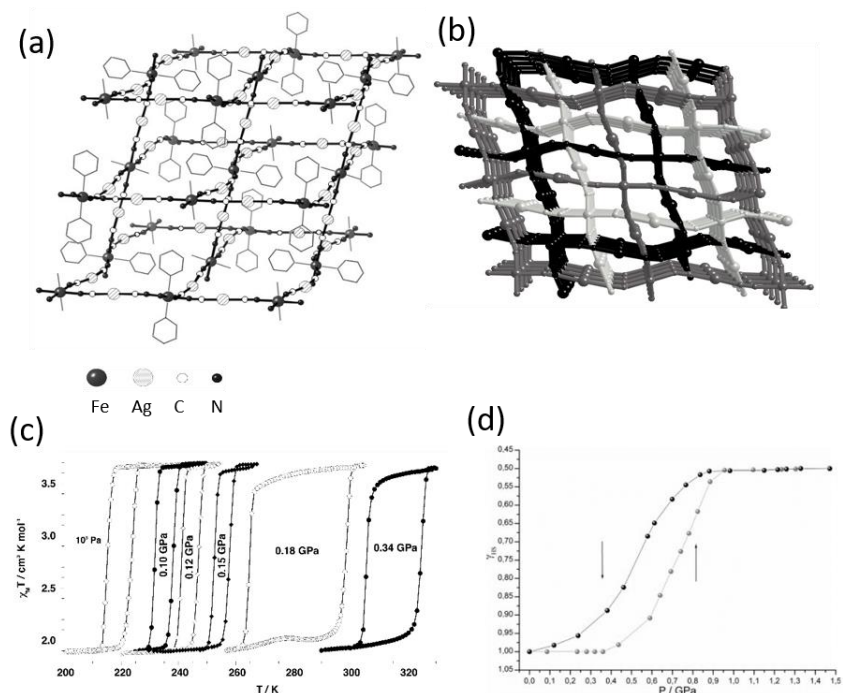 (a)
(b)
Fe Ag C N
(c)
(d)
χMT / cm3 K mol-1
3.5
3.0
2.5
2.0
10⁵ Pa
0.10 GPa
0.12 GPa
0.15 GPa
0.18 GPa
0.34 GPa
200 220 240 260 280 300 320
T / K
γHS
0,45
0,50
0,55
0,60
0,65
0,70
0,75
0,80
0,85
0,90
0,95
1,00
1,05
0,0 0,1 0,2 0,3 0,4 0,5 0,6 0,7 0,8 0,9 1,0 1,1 1,2 1,3 1,4 1,5
P / GPa